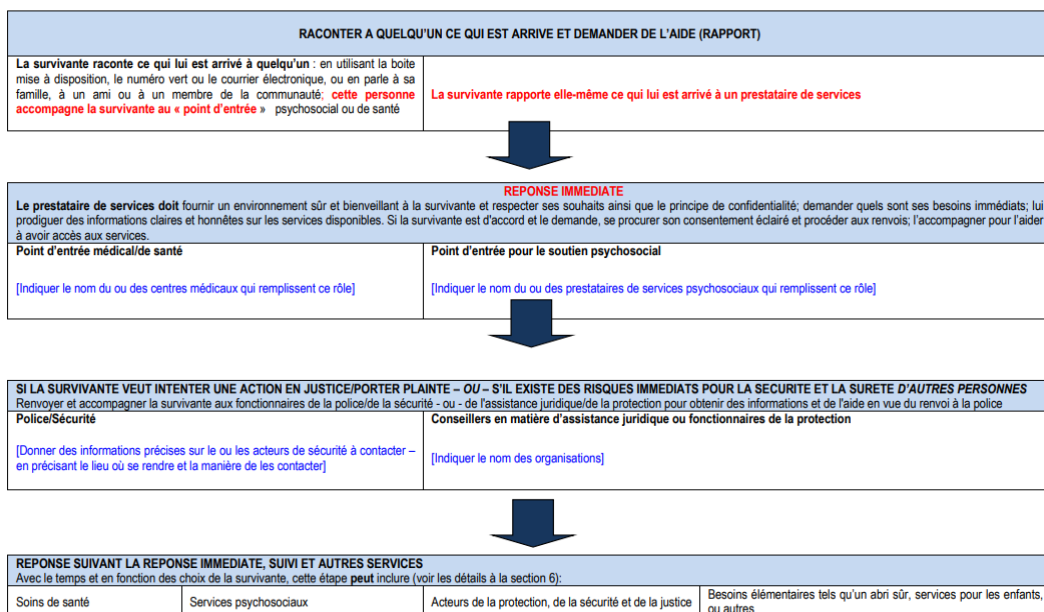 RACONTER A QUELQU'UN CE QUI EST ARRIVE ET DEMANDER DE L'AIDE (RAPPORT)
La survivante raconte ce qui lui est arrivé à quelqu'un : en utilisant la boite
mise à disposition, le numéro vert ou le courrier électronique, ou en parle à sa
famille, à un ami ou à un membre de la communauté; cette personne
accompagne la survivante au « point d'entrée » psychosocial ou de santé
La survivante rapporte elle-même ce qui lui est arrivé à un prestataire de services
REPONSE IMMEDIATE
Le prestataire de services doit fournir un environnement sûr et bienveillant à la survivante et respecter ses souhaits ainsi que le principe de confidentialité; demander quels sont ses besoins immédiats; lui
prodiguer des informations claires et honnêtes sur les services disponibles. Si la survivante est d'accord et le demande, se procurer son consentement éclairé et procéder aux renvois; l'accompagner pour l'aider
à avoir accès aux services.
Point d'entrée médical/de santé
[Indiquer le nom du ou des centres médicaux qui remplissent ce rôle]
Point d'entrée pour le soutien psychosocial
[Indiquer le nom du ou des prestataires de services psychosociaux qui remplissent ce rôle]
SI LA SURVIVANTE VEUT INTENTER UNE ACTION EN JUSTICE/PORTER PLAINTE – OU – S'IL EXISTE DES RISQUES IMMEDIATS POUR LA SECURITE ET LA SURETE D'AUTRES PERSONNES
Renvoyer et accompagner la survivante aux fonctionnaires de la police/de la sécurité - ou - de l'assistance juridique/de la protection pour obtenir des informations et de l'aide en vue du renvoi à la police
Police/Sécurité
[Donner des informations précises sur le ou les acteurs de sécurité à contacter –
en précisant le lieu où se rendre et la manière de les contacter]
Conseillers en matière d'assistance juridique ou fonctionnaires de la protection
[Indiquer le nom des organisations]
REPONSE SUIVANT LA REPONSE IMMEDIATE, SUIVI ET AUTRES SERVICES
Avec le temps et en fonction des choix de la survivante, cette étape peut inclure (voir les détails à la section 6):
Soins de santé
Services psychosociaux
Acteurs de la protection, de la sécurité et de la justice
Besoins élémentaires tels qu'un abri sûr, services pour les enfants,
ou autres